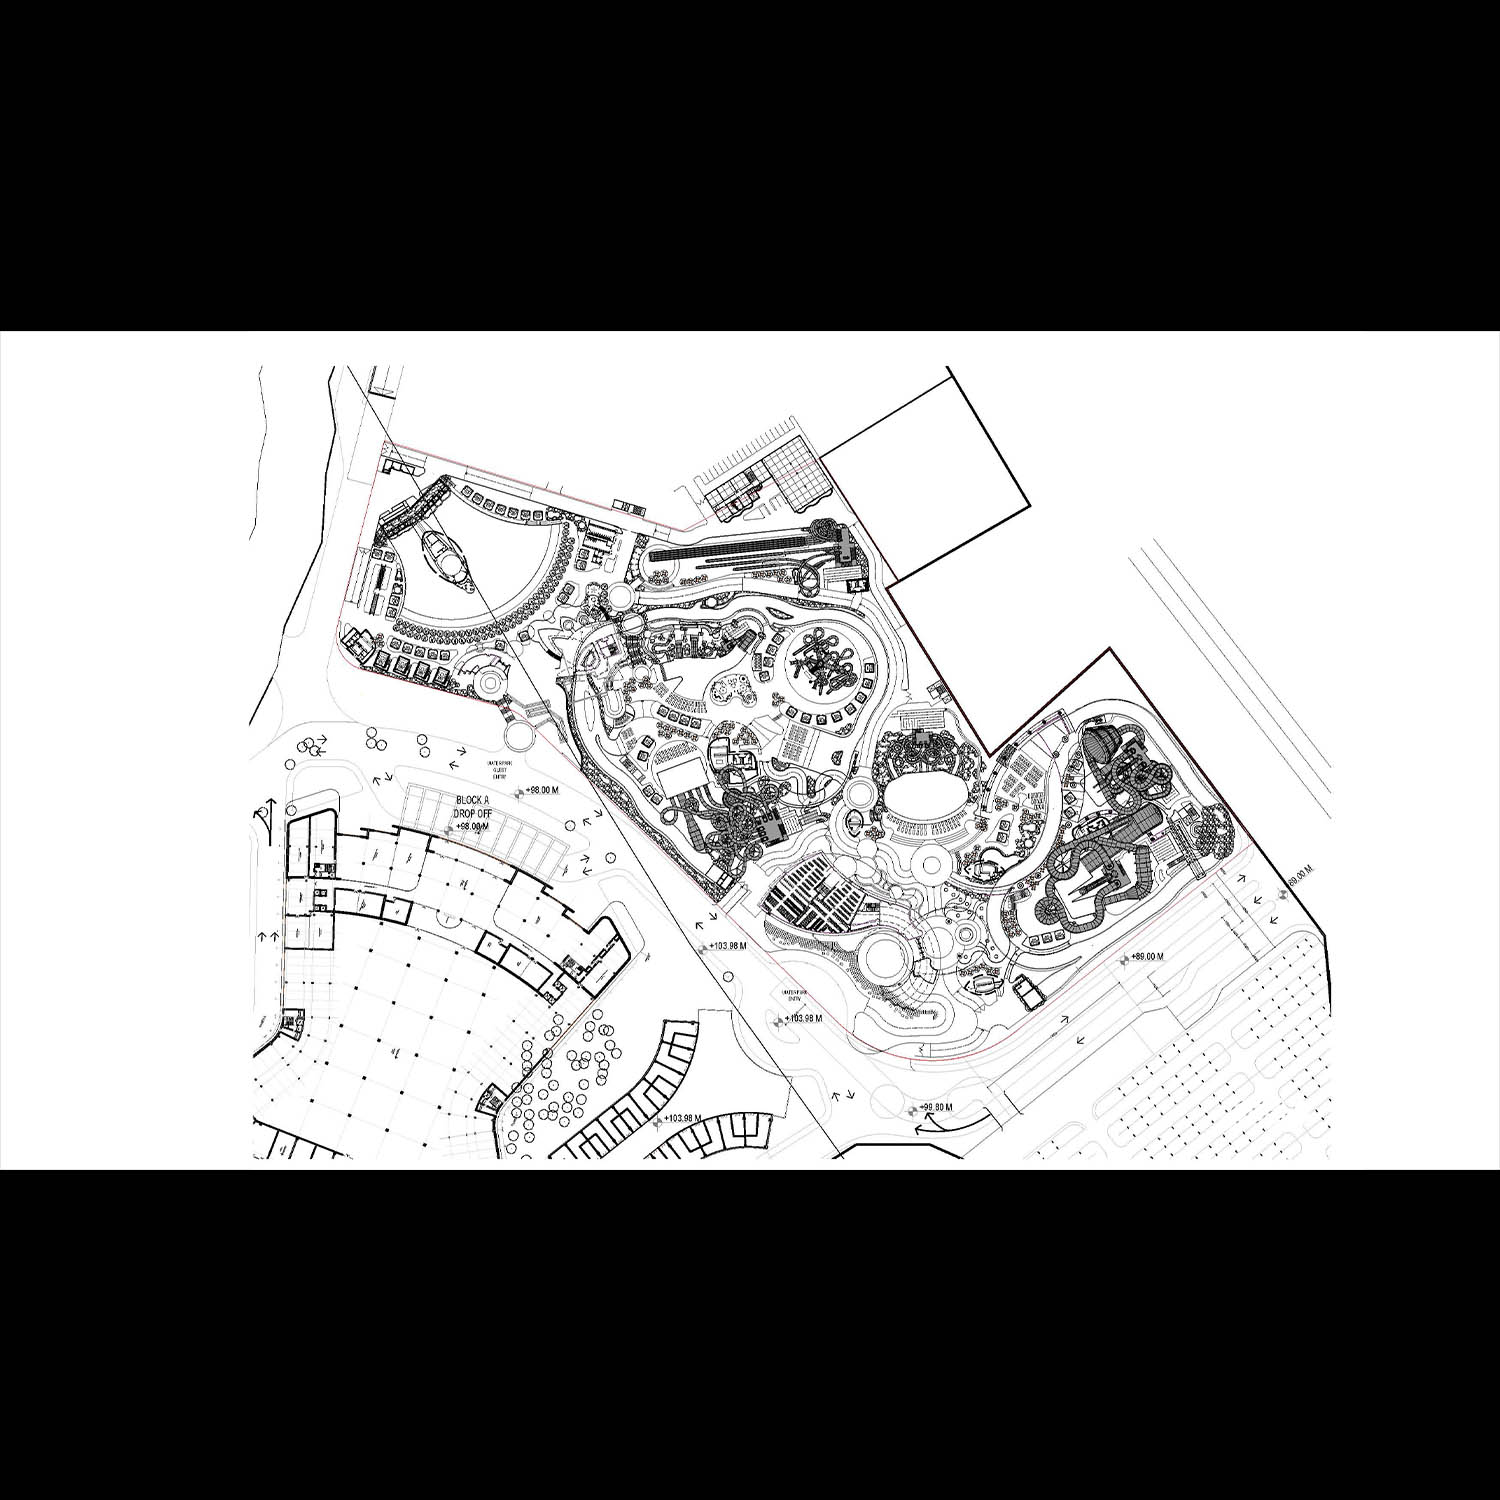 WATERPARK
GUEST
ENTRY
+98.00 M
BLOCK A
DROP OFF
+98.00 M
89.00 M
+103.98 M
+89.00 M
WATERPARK
ENTRY
+103.98 M
+99.80 M
+103.98 M